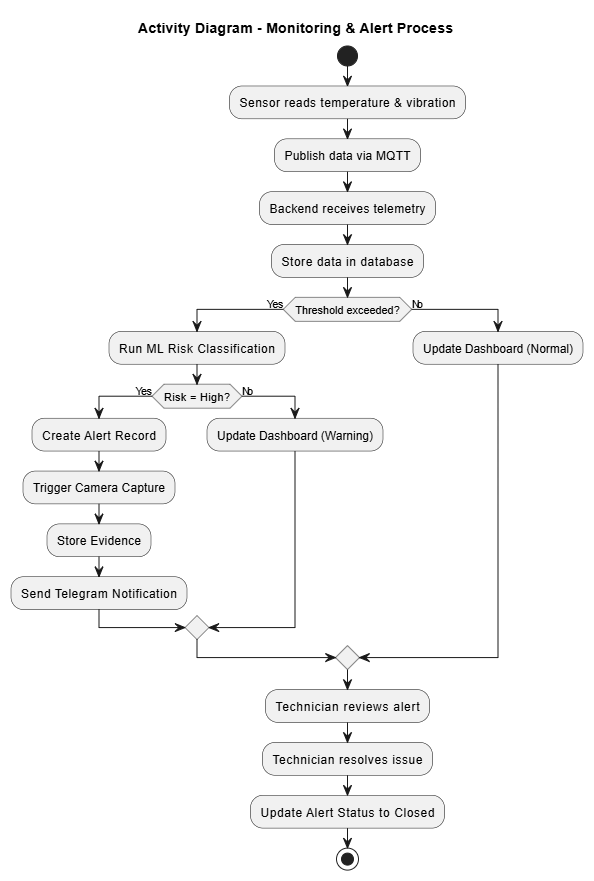 Activity Diagram - Monitoring & Alert Process
Sensor reads temperature & vibration
Publish data via MQTT
Backend receives telemetry
Store data in database
Yes
Threshold exceeded?
No
Run ML Risk Classification
Update Dashboard (Normal)
Yes
Risk = High?
No
Create Alert Record
Update Dashboard (Warning)
Trigger Camera Capture
Store Evidence
Send Telegram Notification
Technician reviews alert
Technician resolves issue
Update Alert Status to Closed